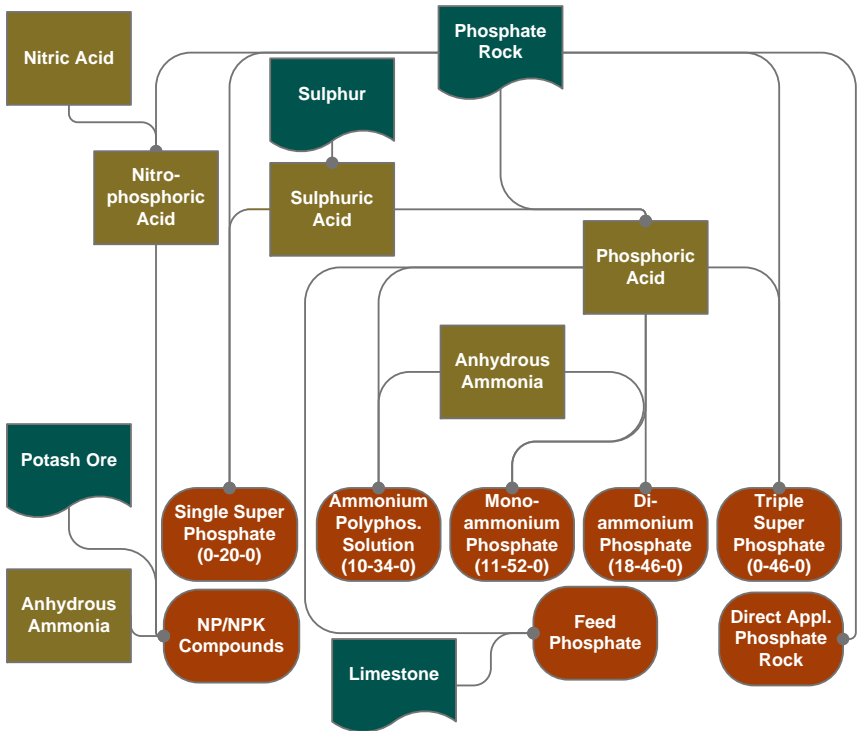 Nitric Acid
Phosphate
Rock
Sulphur
Nitro-
phosphoric
Acid
Sulphuric
Acid
Phosphoric
Acid
Anhydrous
Ammonia
Potash Ore
Single Super
Phosphate
(0-20-0)
Ammonium
Polyphos.
Solution
(10-34-0)
Mono-
ammonium
Phosphate
(11-52-0)
Di-
ammonium
Phosphate
(18-46-0)
Triple
Super
Phosphate
(0-46-0)
Anhydrous
Ammonia
NP/NPK
Compounds
Feed
Phosphate
Direct Appl.
Phosphate
Rock
Limestone